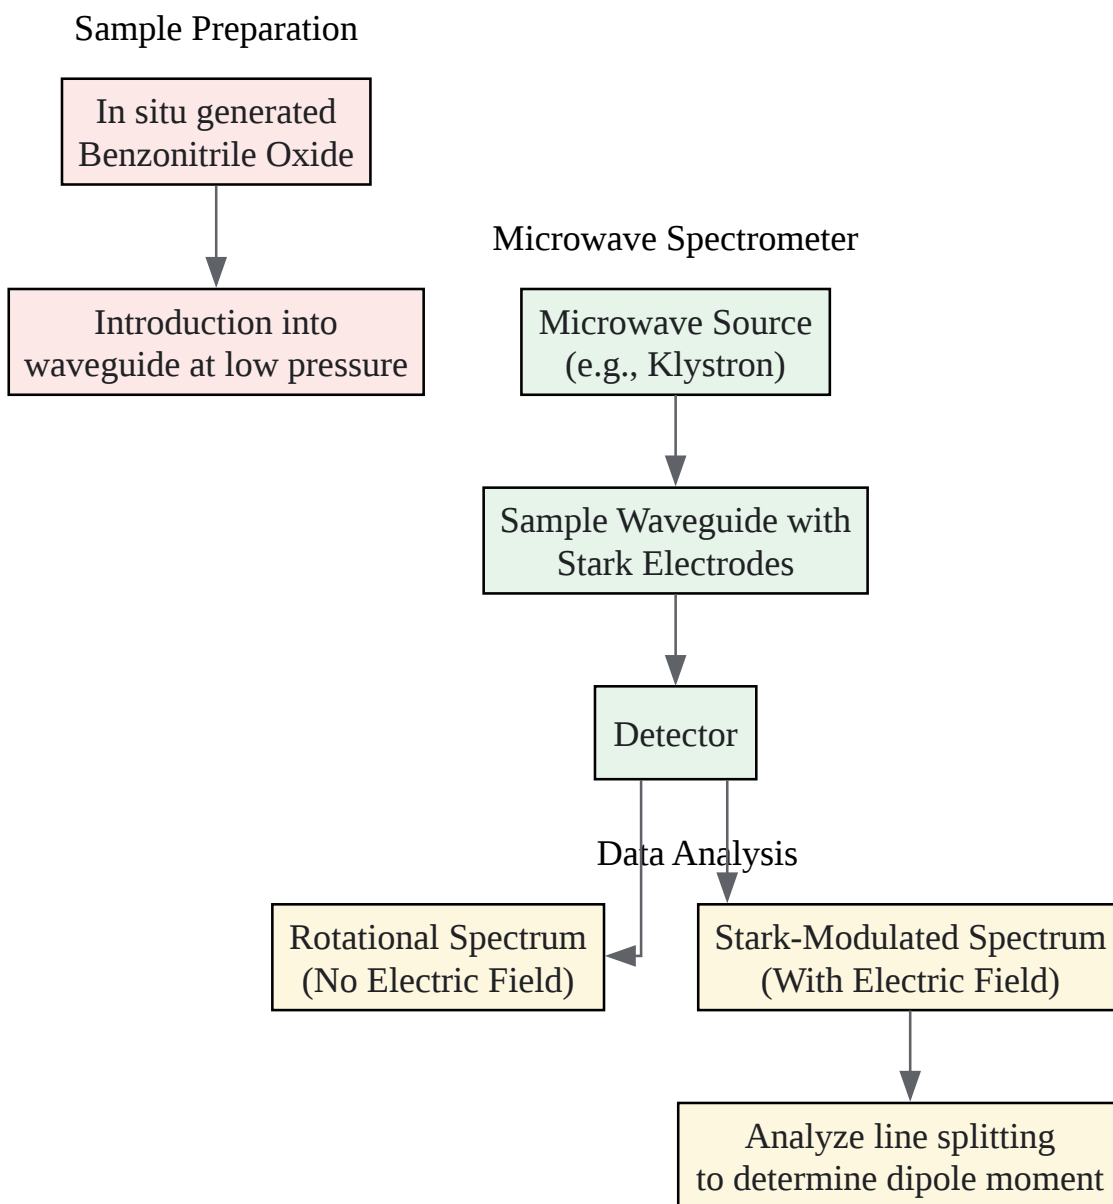 Sample Preparation
In situ generated
Benzonitrile Oxide
Introduction into
waveguide at low pressure
Microwave Spectrometer
Microwave Source
(e.g., Klystron)
Sample Waveguide with
Stark Electrodes
Detector
Data Analysis
Rotational Spectrum
(No Electric Field)
Stark-Modulated Spectrum
(With Electric Field)
Analyze line splitting
to determine dipole moment